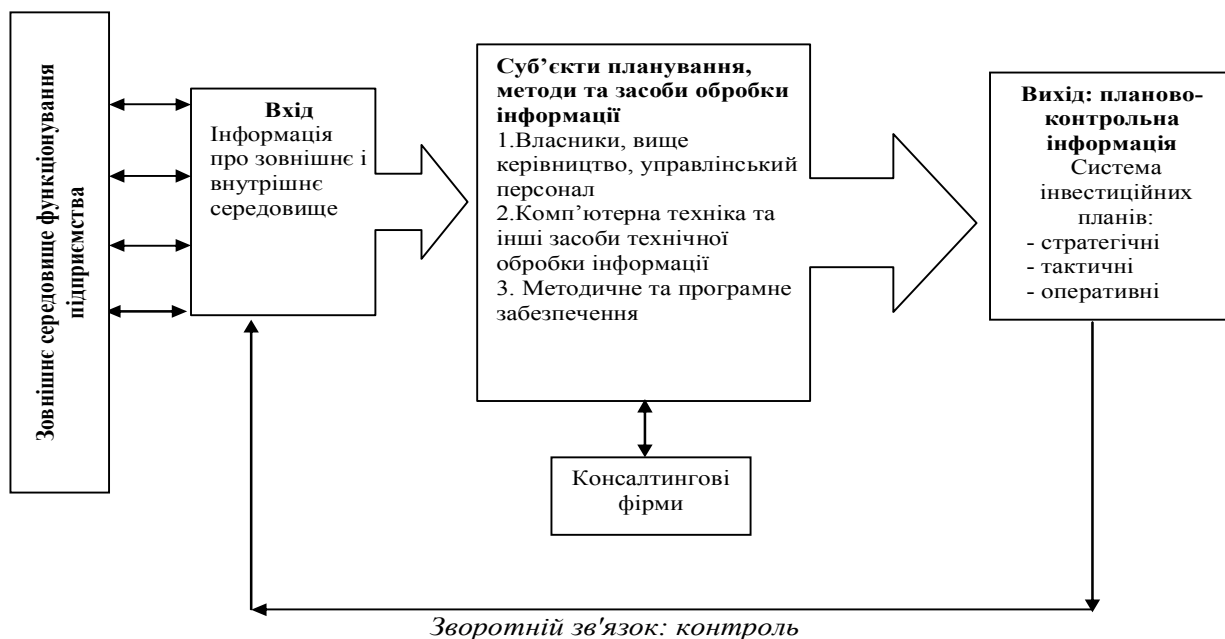 Зовнішнє середовище функціонування
підприємства
Вхід
Інформація
про зовнішнє і
внутрішнє
середовище
Суб’єкти планування,
методи та засоби обробки
інформації
1.Власники, вище
керівництво, управлінський
персонал
2.Комп’ютерна техніка та
інші засоби технічної
обробки інформації
3. Методичне та програмне
забезпечення
Консалтингові
фірми
Вихід: планово-
контрольна
інформація
Система
інвестиційних
планів:
- стратегічні
- тактичні
- оперативні
Зворотній зв'язок: контроль